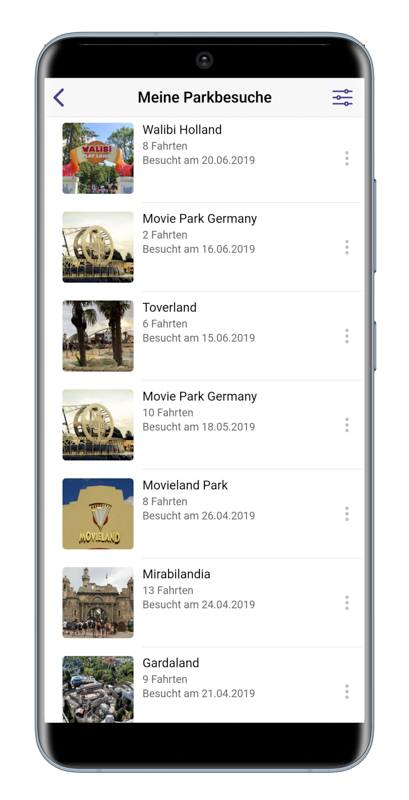 Meine Parkbesuche
WALIBI
Walibi Holland
8 Fahrten
Besucht am 20.06.2019
Movie Park Germany
2 Fahrten
Besucht am 16.06.2019
Toverland
6 Fahrten
Besucht am 15.06.2019
Movie Park Germany
10 Fahrten
Besucht am 18.05.2019
MOVIELAND
Movieland Park
8 Fahrten
Besucht am 26.04.2019
Mirabilandia
13 Fahrten
Besucht am 24.04.2019
Gardaland
9 Fahrten
Besucht am 21.04.2019